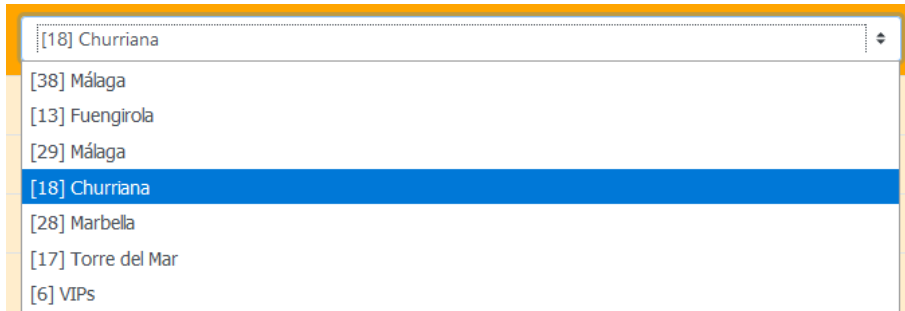 [18] Churriana
[38] Málaga
[13] Fuengirola
[29] Málaga
[18] Churriana
[28] Marbella
[17] Torre del Mar
[6] VIPs